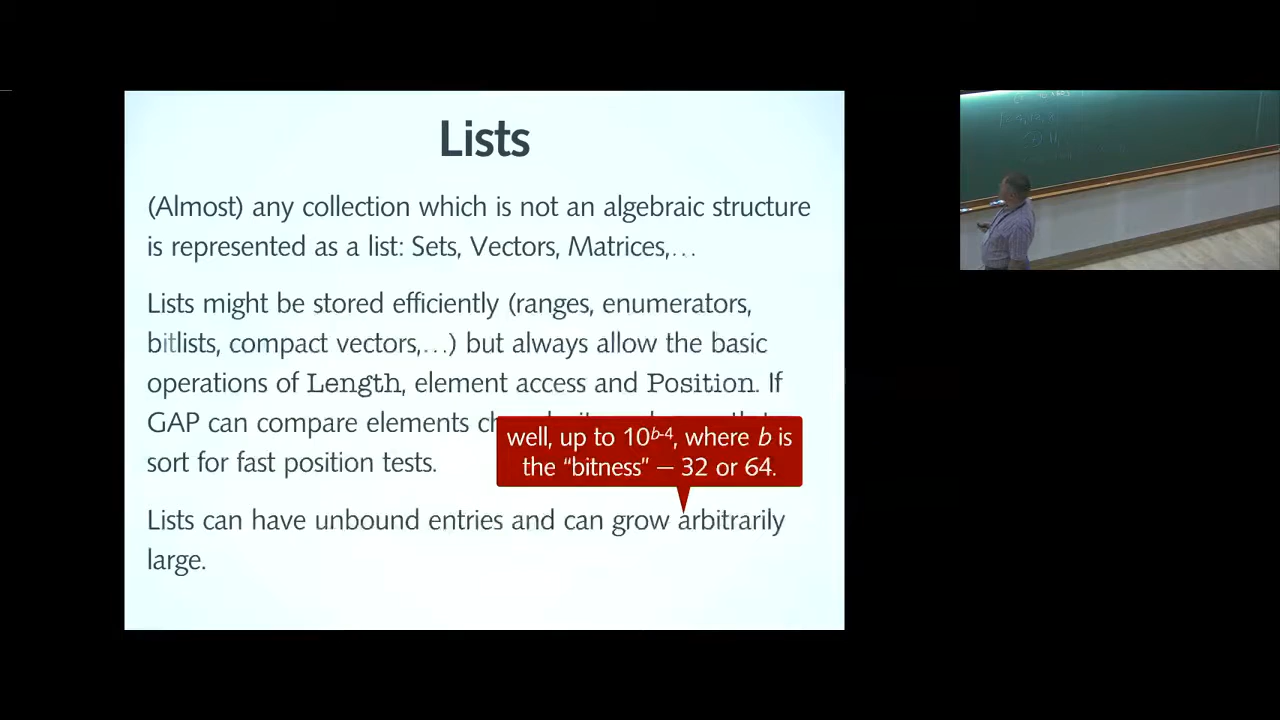 Lists
(Almost) any collection which is not an algebraic structure
is represented as a list: Sets, Vectors, Matrices,…
Lists might be stored efficiently (ranges, enumerators,
bitlists, compact vectors,…) but always allow the basic
operations of Length, element access and Position. If
GAP can compare elements
sort for fast position tests.
well, up to 10^{b-4}, where b is
the “bitness” — 32 or 64.
Lists can have unbound entries and can grow arbitrarily
large.